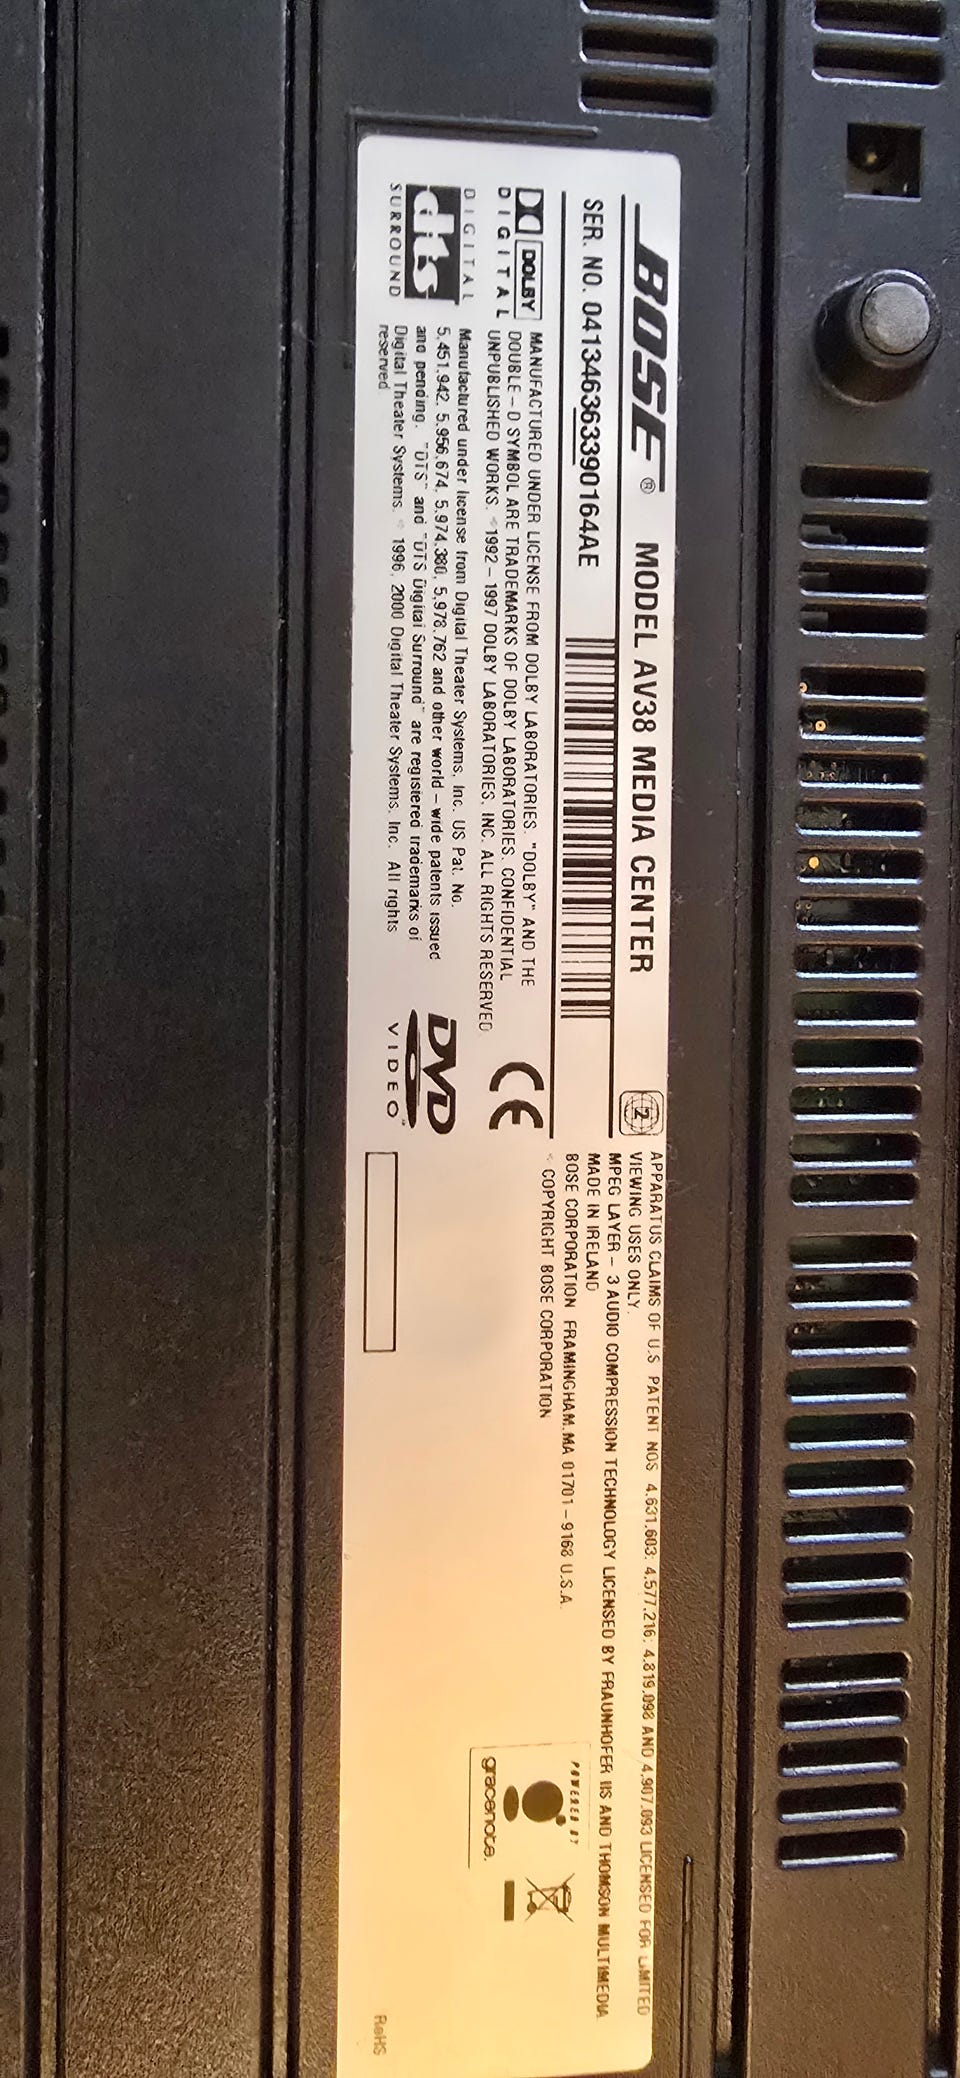 BOSE® MODEL AV38 MEDIA CENTER
SER. NO. 041346363390164AE
DOLBY
DIGITAL
MANUFACTURED UNDER LICENSE FROM DOLBY LABORATORIES. "DOLBY" AND THE
DOUBLE-D SYMBOL ARE TRADEMARKS OF DOLBY LABORATORIES. CONFIDENTIAL
UNPUBLISHED WORKS. ©1992-1997 DOLBY LABORATORIES, INC. ALL RIGHTS RESERVED
DIGITAL
dts
SURROUND
Manufactured under license from Digital Theater Systems, Inc. US Pat. No.
5,451,942, 5,956,674, 5,974,380, 5,978,762 and other world-wide patents issued
and pending. "DTS" and "DTS Digital Surround" are registered trademarks of
Digital Theater Systems. © 1996, 2000 Digital Theater Systems, Inc. All rights
reserved
CE
DVD
VIDEO™
2
APPARATUS CLAIMS OF U.S PATENT NOS 4,631,603; 4,577,216; 4,819,098 AND 4,907,093 LICENSED FOR LIMITED
VIEWING USES ONLY.
MPEG LAYER-3 AUDIO COMPRESSION TECHNOLOGY LICENSED BY FRAUNHOFER IIS AND THOMSON MULTIMEDIA
MADE IN IRELAND
BOSE CORPORATION FRAMINGHAM, MA 01701-9168 U.S.A.
© COPYRIGHT BOSE CORPORATION
POWERED BY
gracenote.
RoHS